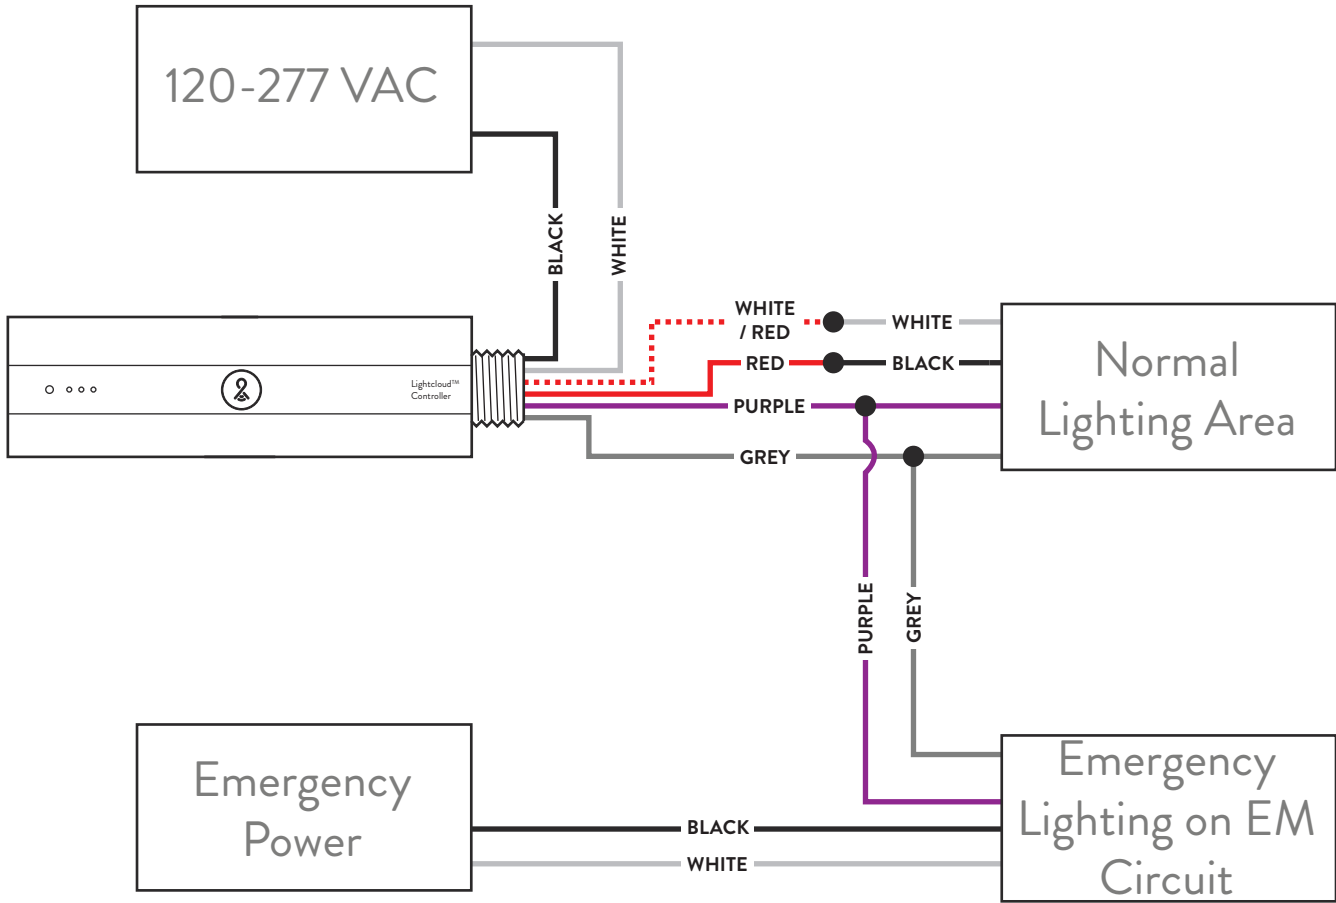 120-277 VAC
BLACK
WHITE
WHITE
/ RED
WHITE
RED
BLACK
PURPLE
GREY
Lightcloud™
Controller
Normal
Lighting Area
PURPLE
GREY
Emergency
Power
BLACK
WHITE
Emergency
Lighting on EM
Circuit